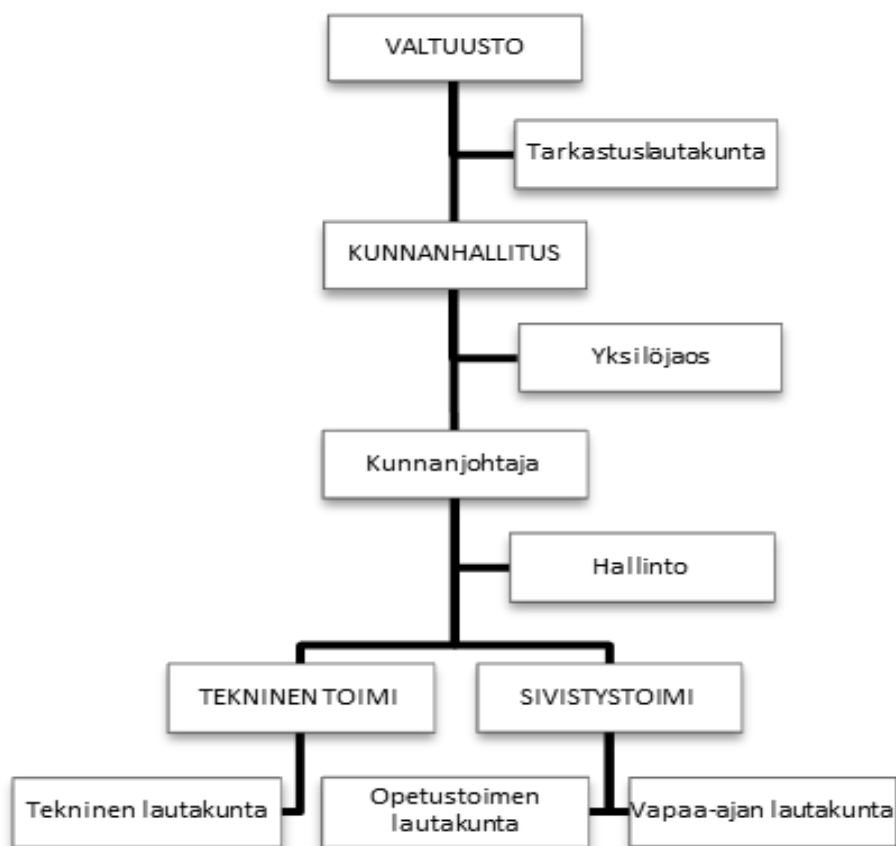 VALTUUSTO
Tarkastuslautakunta
KUNNANHALLITUS
Yksilöjaos
Kunnanjohtaja
Hallinto
TEKNINEN TOIMI
SIVISTYSTOIMI
Tekninen lautakunta
Opetustoimen
lautakunta
Vapaa-ajan lautakunta